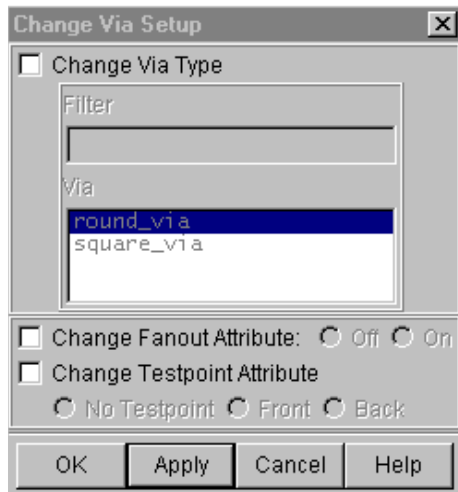 Change Via Setup
Change Via Type
Filter
Via
round_via
square_via
Change Fanout Attribute: Off On
Change Testpoint Attribute
No Testpoint Front Back
OK Apply Cancel Help